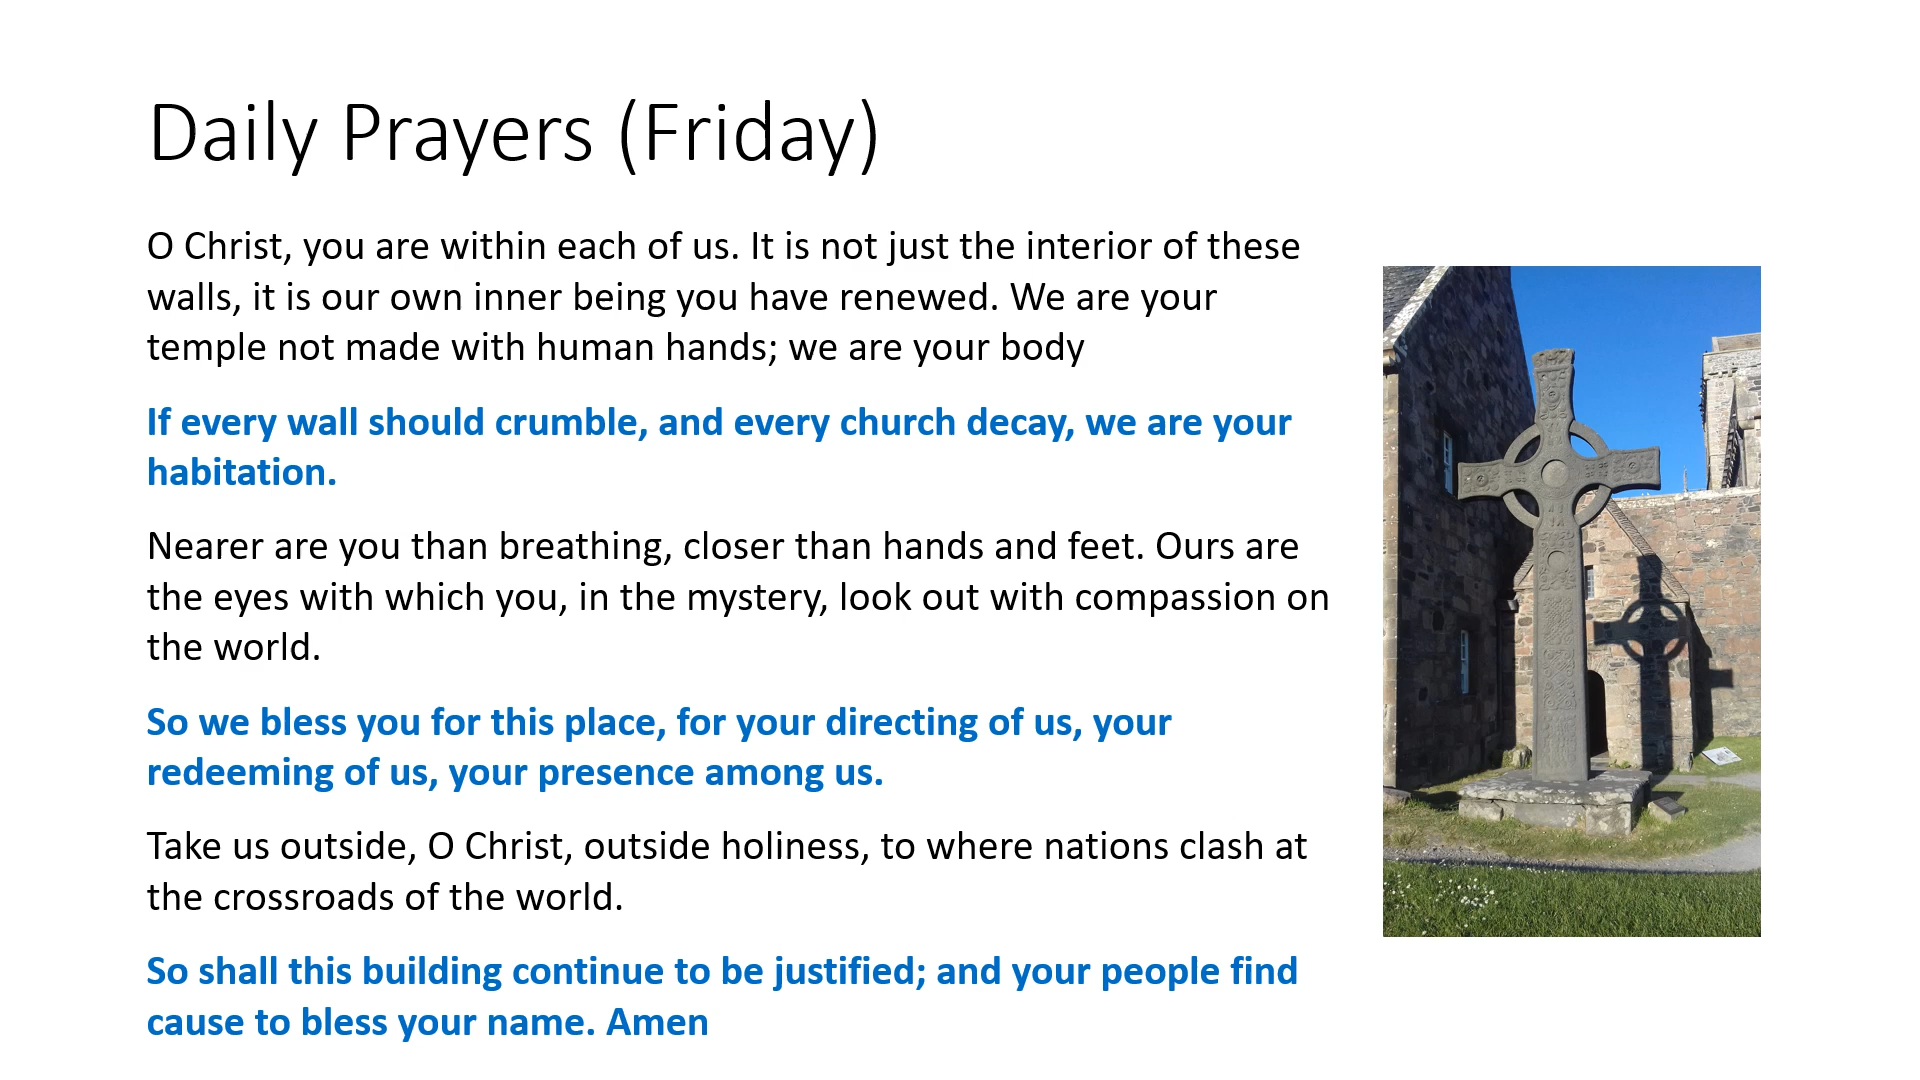 Daily Prayers (Friday)
O Christ, you are within each of us. It is not just the interior of these
walls, it is our own inner being you have renewed. We are your
temple not made with human hands; we are your body
If every wall should crumble, and every church decay, we are your
habitation.
Nearer are you than breathing, closer than hands and feet. Ours are
the eyes with which you, in the mystery, look out with compassion on
the world.
So we bless you for this place, for your directing of us, your
redeeming of us, your presence among us.
Take us outside, O Christ, outside holiness, to where nations clash at
the crossroads of the world.
So shall this building continue to be justified; and your people find
cause to bless your name. Amen